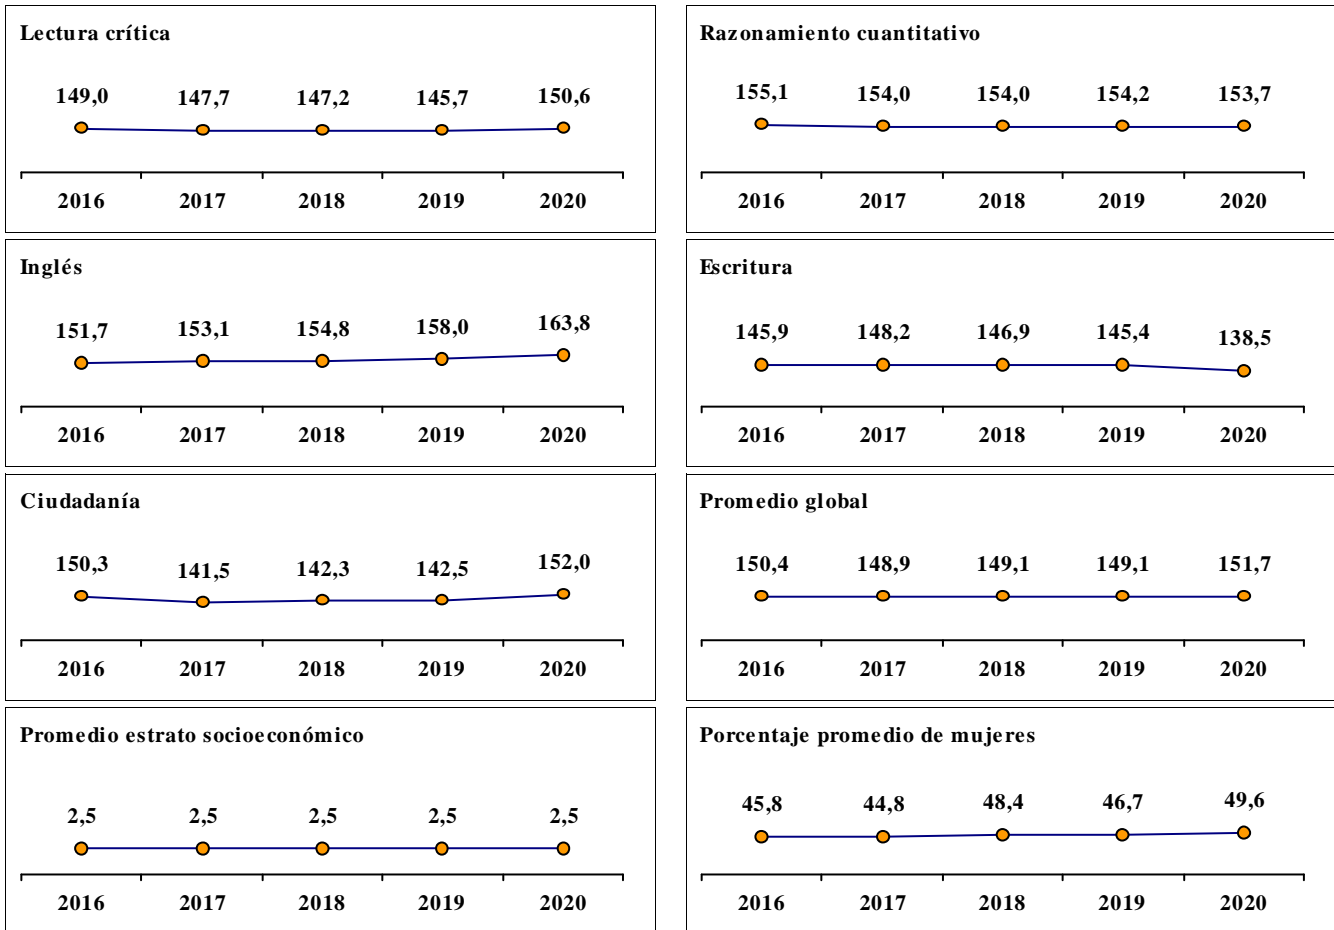 Lectura crítica
149,0 147,7 147,2 145,7 150,6
2016 2017 2018 2019 2020
Razonamiento cuantitativo
155,1 154,0 154,0 154,2 153,7
2016 2017 2018 2019 2020
Inglés
151,7 153,1 154,8 158,0 163,8
2016 2017 2018 2019 2020
Escritura
145,9 148,2 146,9 145,4 138,5
2016 2017 2018 2019 2020
Ciudadanía
150,3 141,5 142,3 142,5 152,0
2016 2017 2018 2019 2020
Promedio global
150,4 148,9 149,1 149,1 151,7
2016 2017 2018 2019 2020
Promedio estrato socioeconómico
2,5 2,5 2,5 2,5 2,5
2016 2017 2018 2019 2020
Porcentaje promedio de mujeres
45,8 44,8 48,4 46,7 49,6
2016 2017 2018 2019 2020